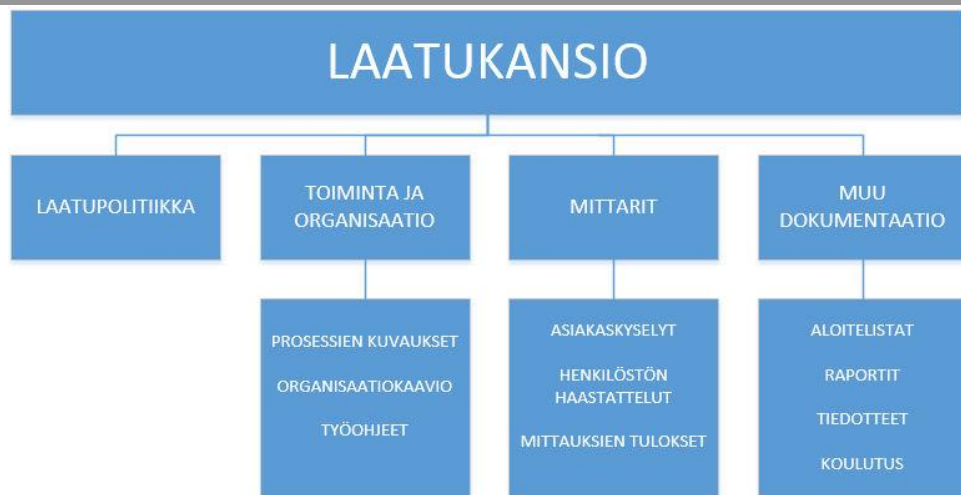 LAATUKANSIO
LAATUPOLITIIKKA
TOIMINTA JA
ORGANISAATIO
MITTARIT
MUU
DOKUMENTAATIO
PROSESSIEN KUVAUKSET
ORGANISAATIOKAAVIO
TYÖOHJEET
ASIAKASKYSELYT
HENKILÖSTÖN
HAASTATTELUT
MITTAUKSIEN TULOKSET
ALOITELISTAT
RAPORTIT
TIEDOTTEET
KOULUTUS